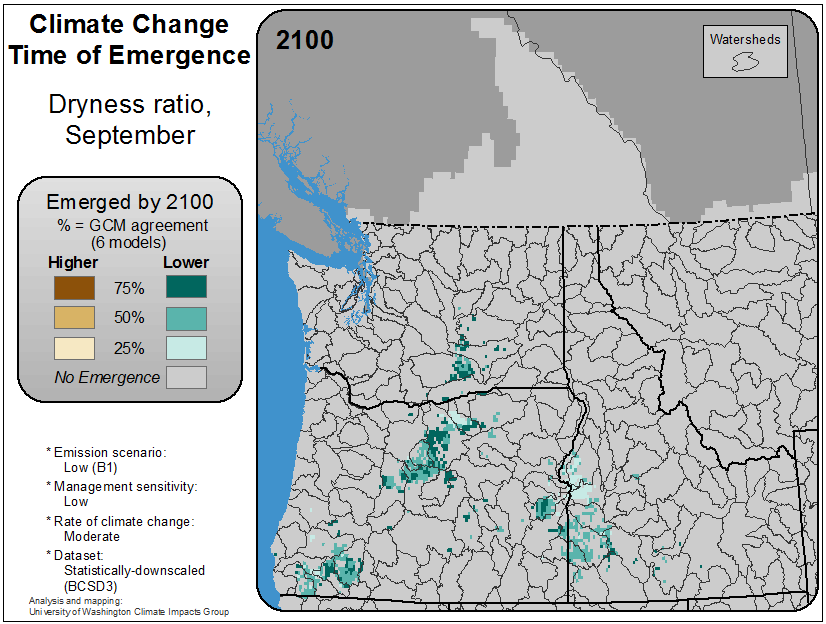 Climate Change
Time of Emergence
Dryness ratio,
September
Emerged by 2100
% = GCM agreement
(6 models)
Higher Lower
75%
50%
25%
No Emergence
* Emission scenario:
Low (B1)
* Management sensitivity:
Low
* Rate of climate change:
Moderate
* Dataset:
Statistically-downscaled
(BCSD3)
Analysis and mapping:
University of Washington Climate Impacts Group
2100
Watersheds